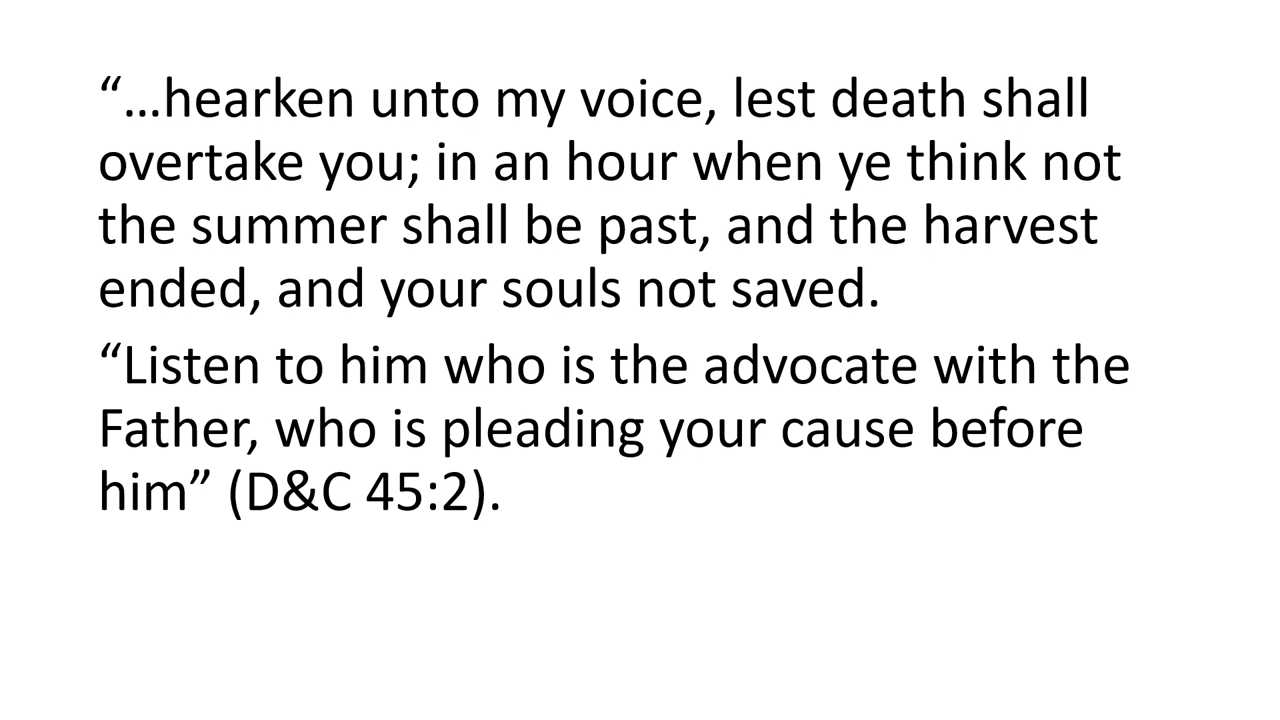 “…hearken unto my voice, lest death shall
overtake you; in an hour when ye think not
the summer shall be past, and the harvest
ended, and your souls not saved.
“Listen to him who is the advocate with the
Father, who is pleading your cause before
him” (D&C 45:2).